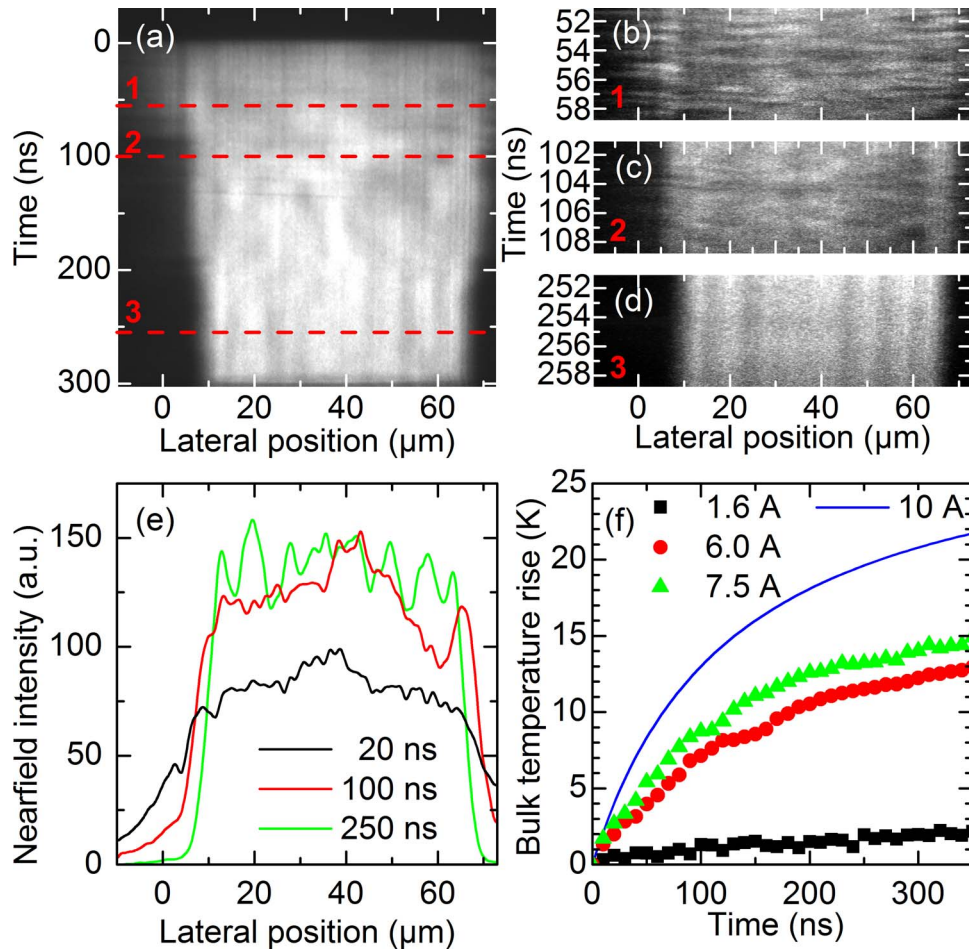 (a)
0
100
200
300
Time (ns)
1
2
3
0 20 40 60
Lateral position (µm)
(b)
52
54
56
58
1
(c)
102
104
106
108
2
(d)
252
254
256
258
3
Time (ns)
0 20 40 60
Lateral position (µm)
(e)
150
100
50
0
Nearfield intensity (a.u.)
20 ns
100 ns
250 ns
0 20 40 60
Lateral position (µm)
(f)
25
20
15
10
5
0
Bulk temperature rise (K)
1.6 A
10 A
6.0 A
7.5 A
0 100 200 300
Time (ns)